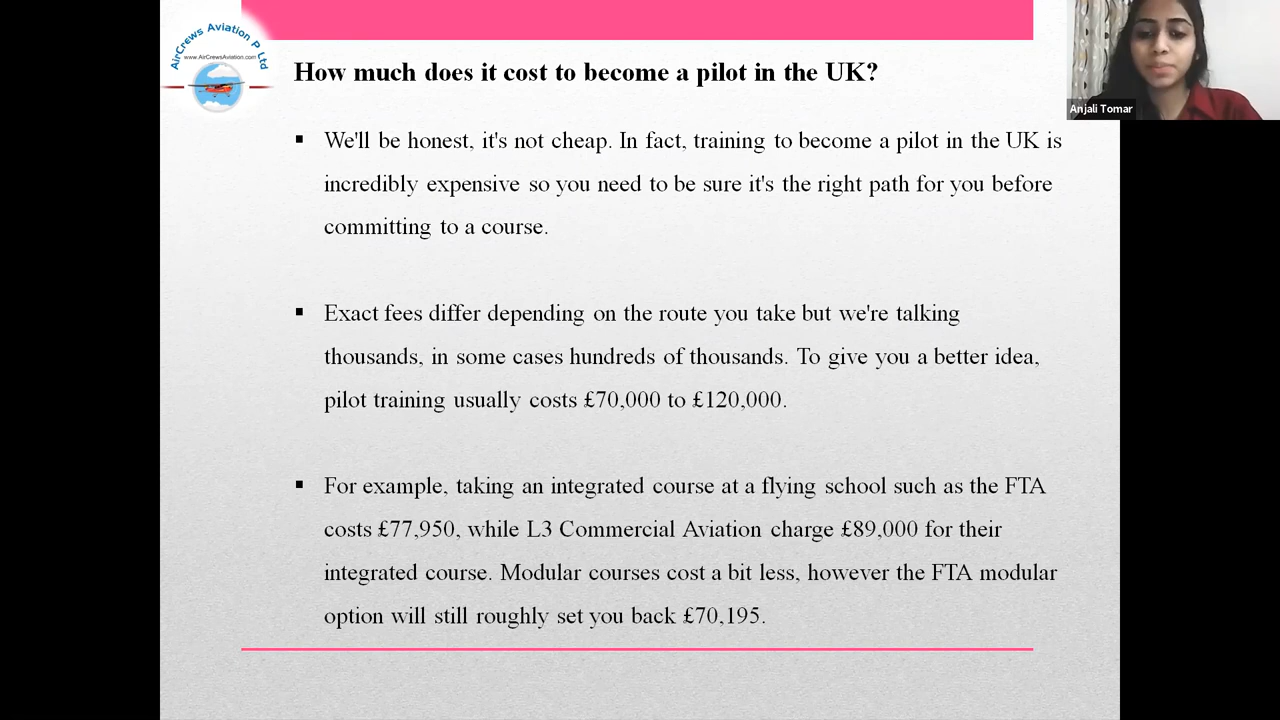 AirCrews Aviation P Ltd
www.AirCrewsAviation.com
How much does it cost to become a pilot in the UK?
Anjali Tomar
▪ We'll be honest, it's not cheap. In fact, training to become a pilot in the UK is
incredibly expensive so you need to be sure it's the right path for you before
committing to a course.
▪ Exact fees differ depending on the route you take but we're talking
thousands, in some cases hundreds of thousands. To give you a better idea,
pilot training usually costs £70,000 to £120,000.
▪ For example, taking an integrated course at a flying school such as the FTA
costs £77,950, while L3 Commercial Aviation charge £89,000 for their
integrated course. Modular courses cost a bit less, however the FTA modular
option will still roughly set you back £70,195.